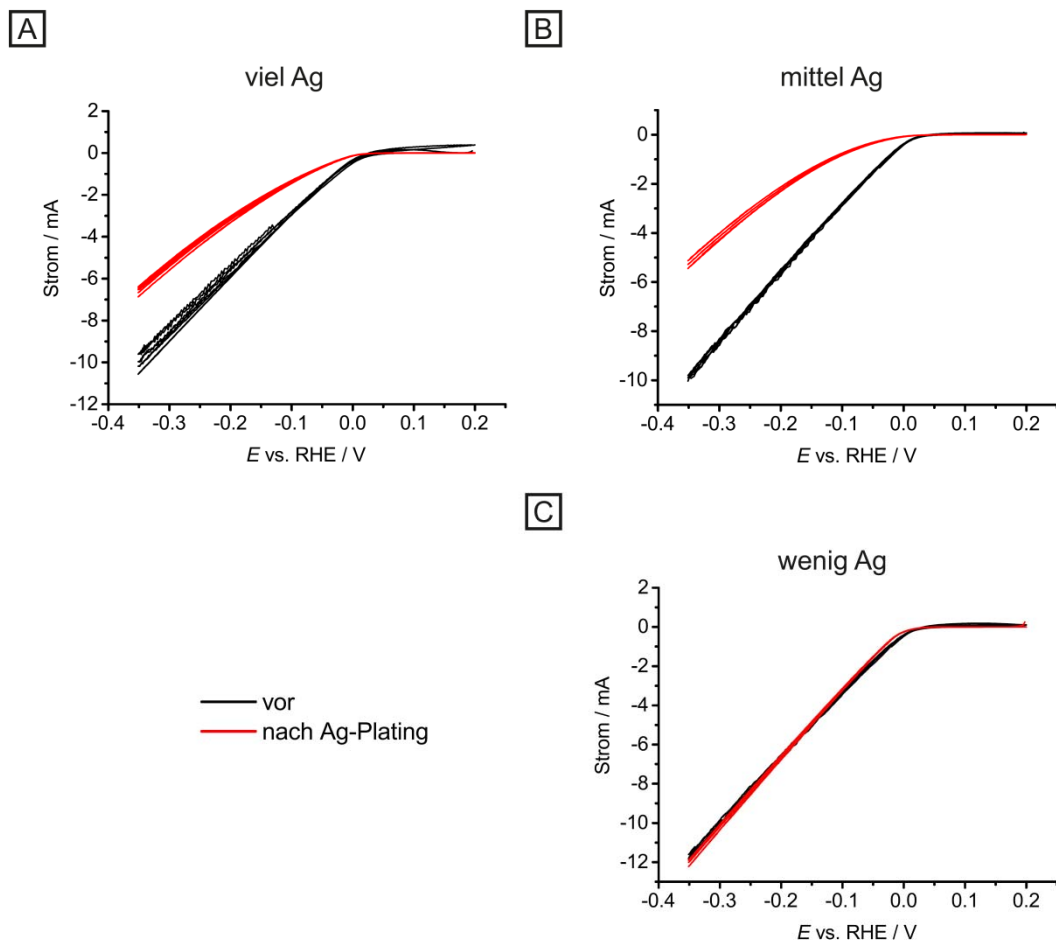 A
viel Ag
2
0
-2
-4
-6
-8
-10
-12
Strom / mA
-0.4 -0.3 -0.2 -0.1 0.0 0.1 0.2
E vs. RHE / V
B
mittel Ag
0
-2
-4
-6
-8
-10
Strom / mA
-0.4 -0.3 -0.2 -0.1 0.0 0.1 0.2
E vs. RHE / V
C
wenig Ag
2
0
-2
-4
-6
-8
-10
-12
Strom / mA
-0.4 -0.3 -0.2 -0.1 0.0 0.1 0.2
E vs. RHE / V
vor
nach Ag-Plating